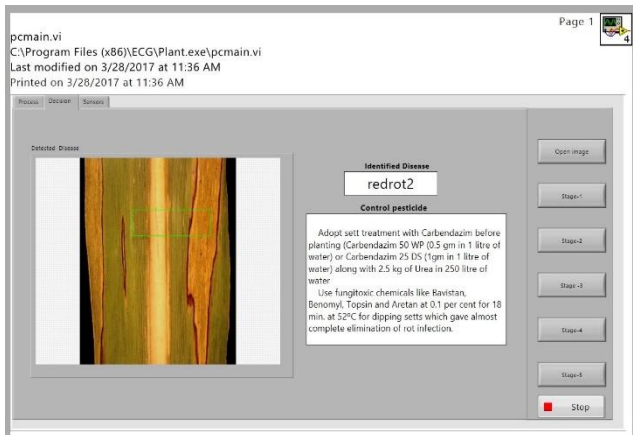 Page 1
pcmain.vi
C:\Program Files (x86)\ECG\Plant.exe\pcmain.vi
Last modified on 3/28/2017 at 11:36 AM
Printed on 3/28/2017 at 11:36 AM
4
Process Decision Sensors
Detected Disease
Identified Disease
redrot2
Control pesticide
Adopt sett treatment with Carbendazim before
planting (Carbendazim 50 WP (0.5 gm in 1 litre of
water) or Carbendazim 25 DS (1gm in 1 litre of
water) along with 2.5 kg of Urea in 250 litre of
water
Use fungitoxic chemicals like Bavistan,
Benomyl, Topsin and Aretan at 0.1 per cent for 18
min. at 52°C for dipping setts which gave almost
complete elimination of rot infection.
Open image
Stage-1
Stage-2
Stage -3
Stage-4
Stage-5
Stop